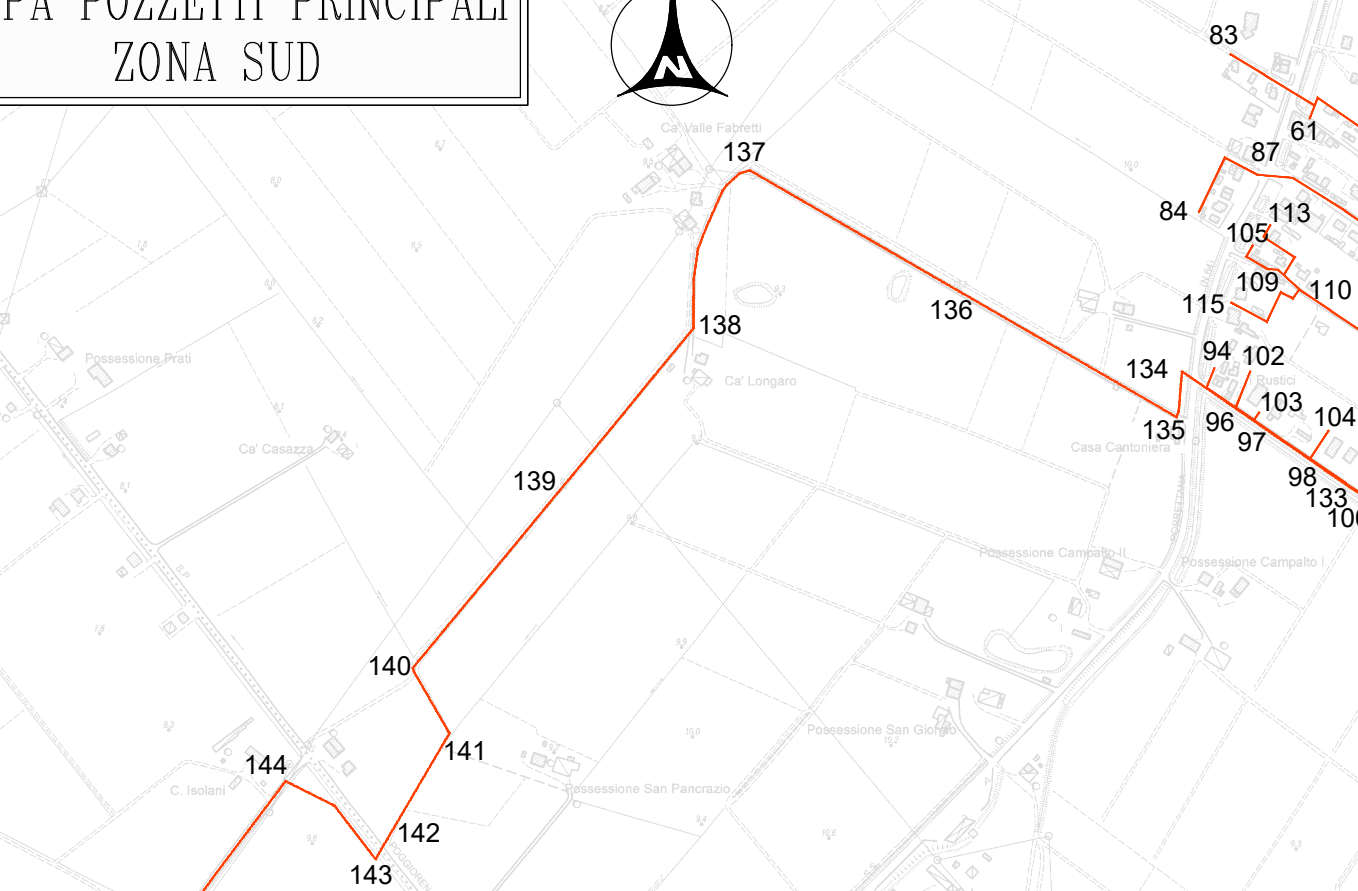 PA POZZETTI PRINCIPALI
ZONA SUD
N
83
61
87
84
113
105
109
110
115
94
102
103
104
96
97
98
133
134
135
136
137
138
139
140
141
142
143
144
Ca' Valle Fabretti
Possessione Prati
Ca' Longaro
Rustici
Ca' Casazza
Casa Cantoniera
PORRETTANA
Possessione Campalto II
Possessione Campalto I
S.P
Possessione San Giorgio
C. Isolani
Possessione San Pancrazio
S.S.